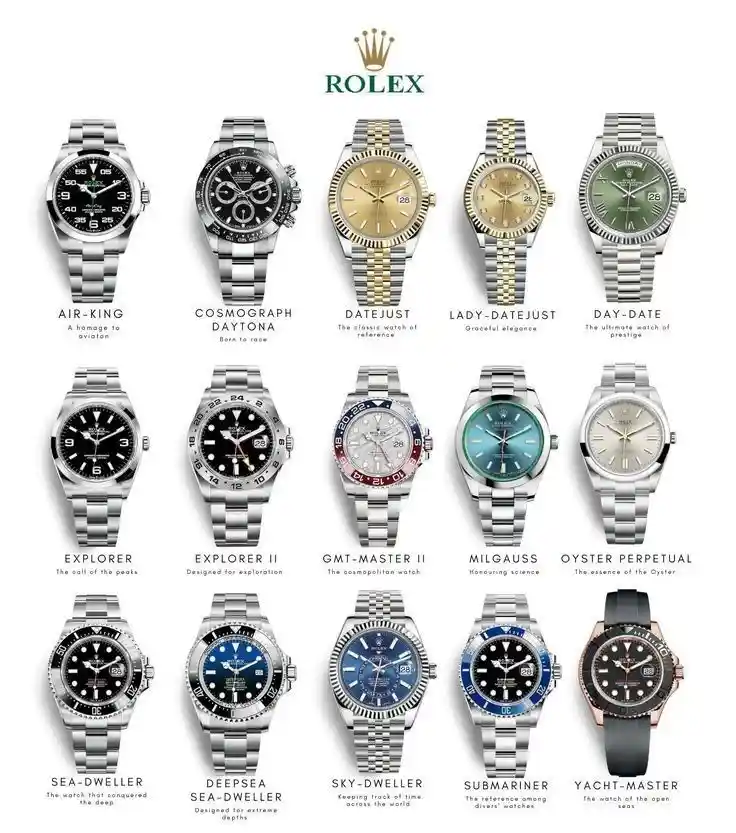 ROLEX
AIR-KING
A homage to
aviaton
COSMOGRAPH
DAYTONA
Born to race
DATEJUST
The classic watch of
reference
LADY-DATEJUST
Graceful elegance
DAY-DATE
The ultimate watch of
prestige
EXPLORER
The call of the peaks
EXPLORER II
Designed for exploration
GMT-MASTER II
The cosmopolitan watch
MILGAUSS
Honouring science
OYSTER PERPETUAL
The essence of the Oyster
SEA-DWELLER
The watch that conquered
the deep
DEEPSEA
SEA-DWELLER
Designed for extreme
depths
SKY-DWELLER
Keeping track of time
across the world
SUBMARINER
The reference among
divers' watches
YACHT-MASTER
The watch of the open
seas